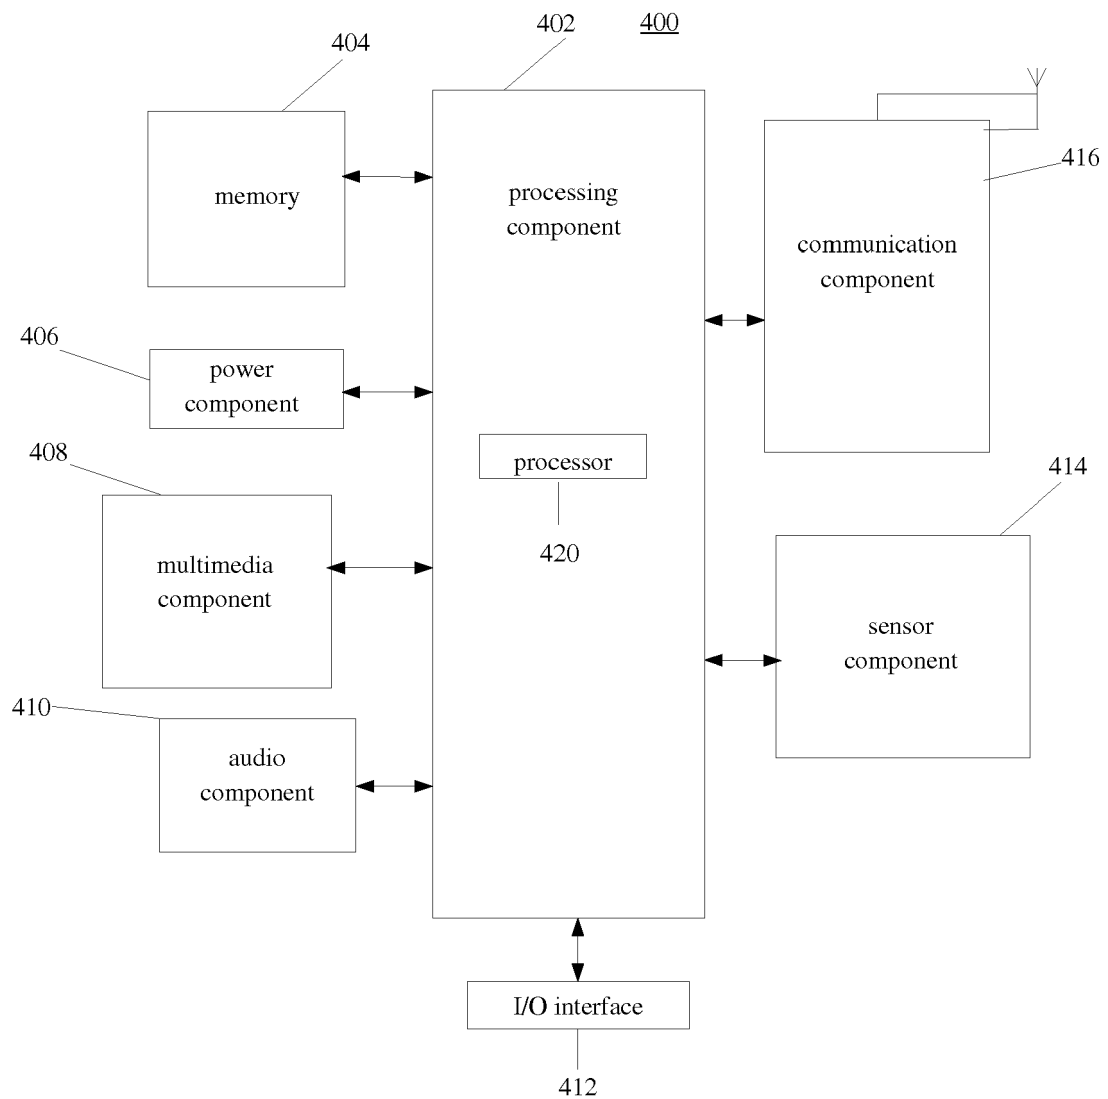 402
400
404
memory
processing
component
416
communication
component
406
power
component
408
processor
420
414
multimedia
component
sensor
component
410
audio
component
I/O interface
412